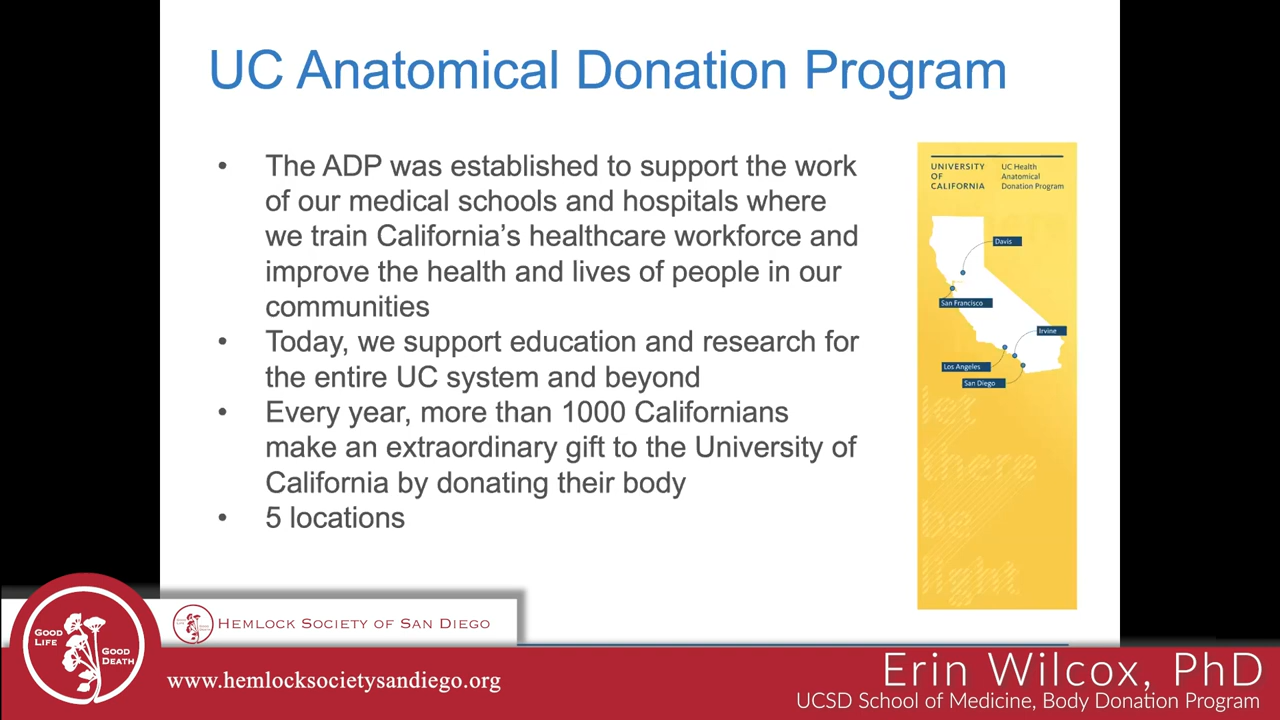 UC Anatomical Donation Program
• The ADP was established to support the work
of our medical schools and hospitals where
we train California’s healthcare workforce and
improve the health and lives of people in our
communities
• Today, we support education and research for
the entire UC system and beyond
• Every year, more than 1000 Californians
make an extraordinary gift to the University of
California by donating their body
• 5 locations
UNIVERSITY
OF
CALIFORNIA
UC Health
Anatomical
Donation Program
Davis
San Francisco
Irvine
Los Angeles
San Diego
let
there
be
light
GOOD
LIFE
GOOD
DEATH
HEMLOCK SOCIETY OF SAN DIEGO
www.hemlocksocietysandiego.org
Erin Wilcox, PhD
UCSD School of Medicine, Body Donation Program